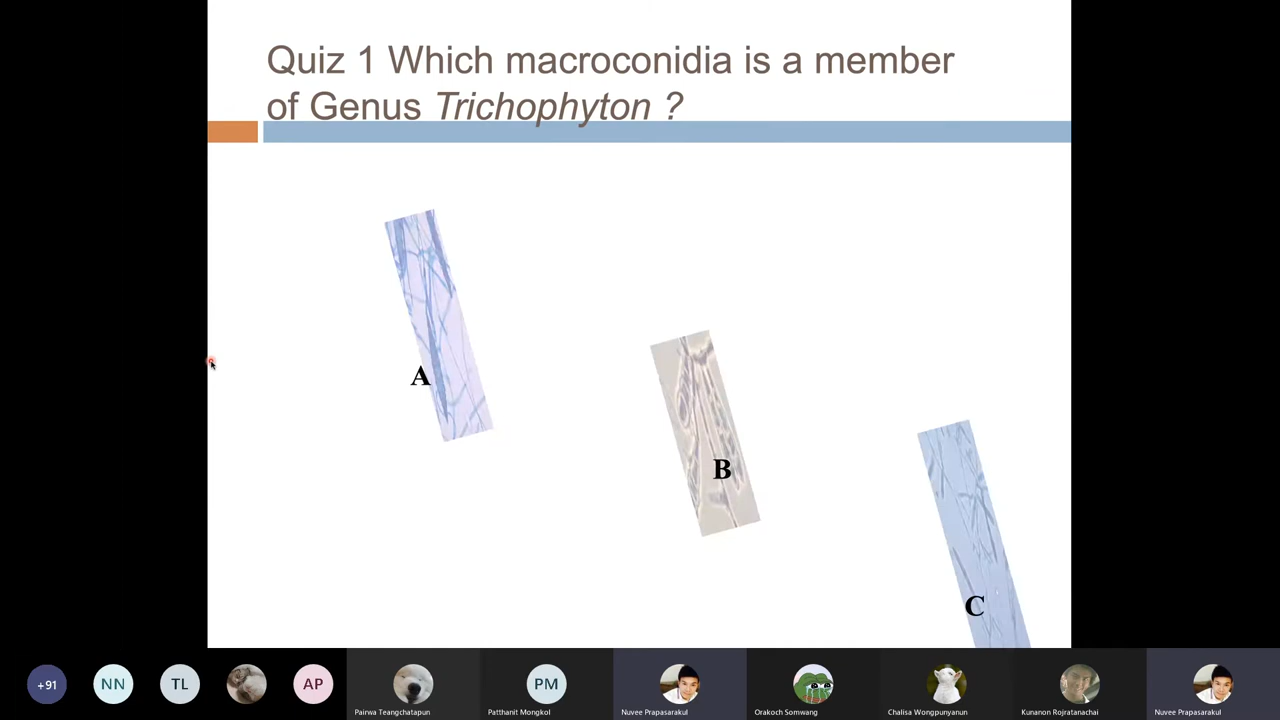 Quiz 1 Which macroconidia is a member
of Genus Trichophyton ?
A
B
C
+91
NN
TL
AP
PM
Pairwa Teangchatapun
Patthanit Mongkol
Nuvee Prapasarakul
Orakoch Somwang
Chalisa Wongpunyanun
Kunanon Rojratanachai
Nuvee Prapasarakul